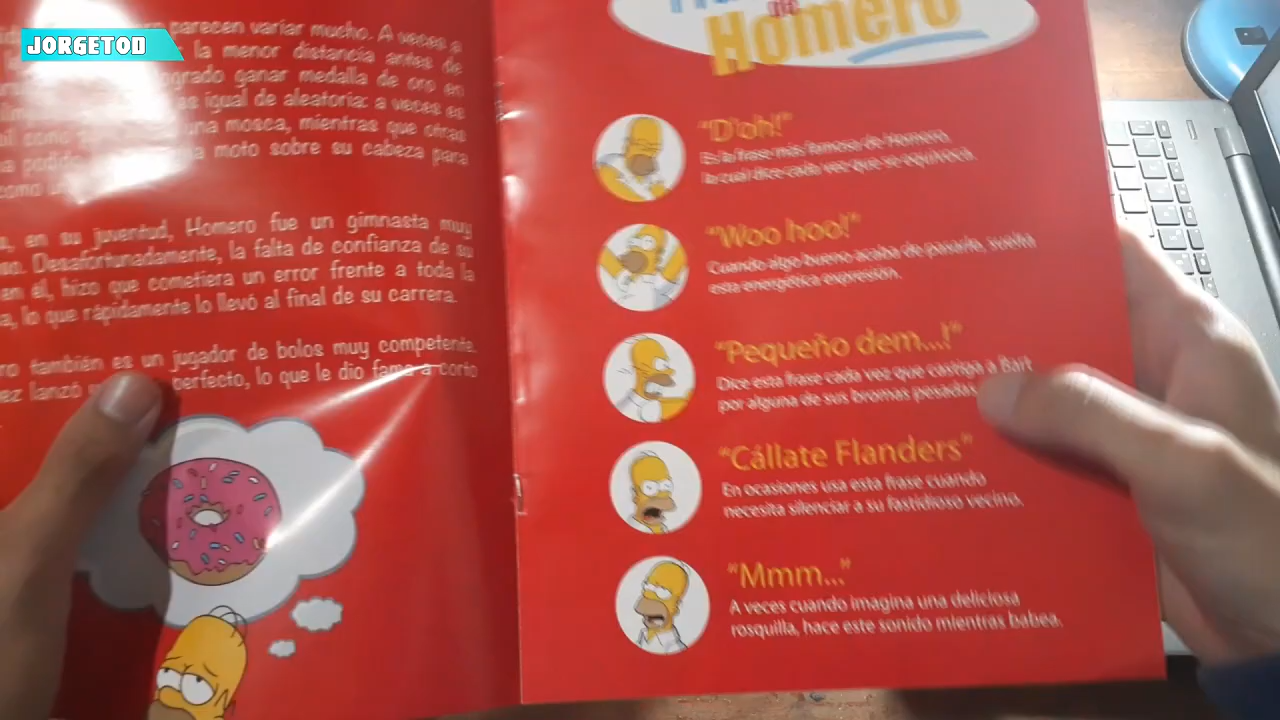 JORGETOD
parecen variar mucho. A veces a
la menor distancia antes de
logrado ganar medalla de oro en
igual de aleatoria: a veces es
una mosca, mientras que otras
moto sobre su cabeza para
como
en su juventud, Homero fue un gimnasta muy
Desafortunadamente, la falta de confianza de su
en él, hizo que cometiera un error frente a toda la
lo que rápidamente lo llevó al final de su carrera.
también es un jugador de bolos muy competente.
vez lanzó perfecto, lo que le dio fama a corto
de
Homero
"D'oh!"
Es la frase más famosa de Homero,
la cuál dice cada vez que se equivoca.
"Woo hoo!"
Cuando algo bueno acaba de pasarle, suelta
esta energética expresión.
"Pequeño dem...!"
Dice esta frase cada vez que castiga a Bart
por alguna de sus bromas pesadas
"Cállate Flanders"
En ocasiones usa esta frase cuando
necesita silenciar a su fastidioso vecino.
"Mmm..."
A veces cuando imagina una deliciosa
rosquilla, hace este sonido mientras babea.